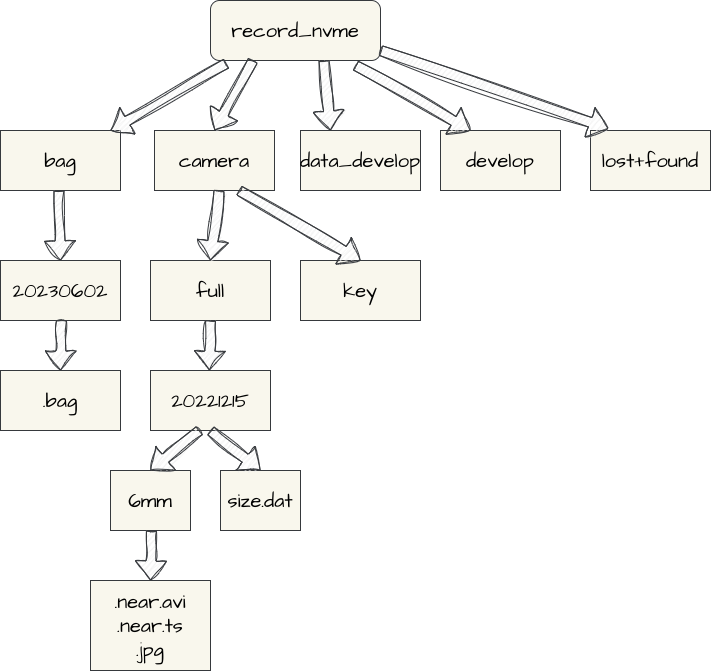 record_nvme
bag
camera
data_develop
develop
lost+found
20230602
full
key
.bag
20221215
6mm
size.dat
.near.avi
.near.ts
.jpg